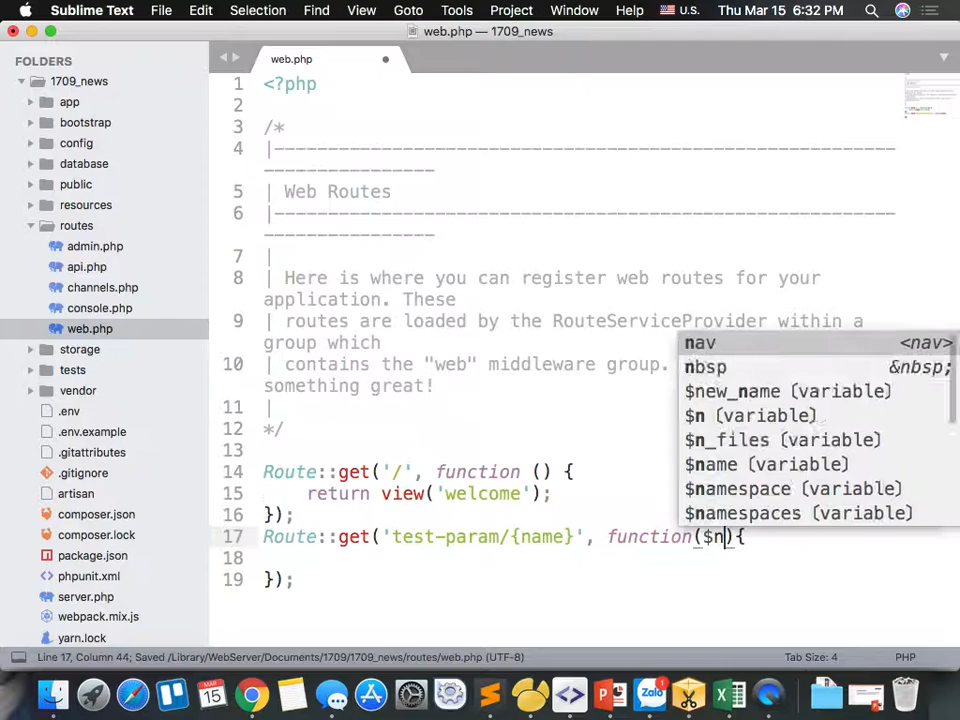 Sublime Text File Edit Selection Find View Goto Tools Project Window Help U.S. Thu Mar 15 6:32 PM
web.php — 1709_news
FOLDERS
1709_news
app
bootstrap
config
database
public
resources
routes
admin.php
api.php
channels.php
console.php
web.php
storage
tests
vendor
.env
.env.example
.gitattributes
.gitignore
artisan
composer.json
composer.lock
package.json
phpunit.xml
server.php
webpack.mix.js
yarn.lock
web.php
1 <?php
2
3 /*
4 |--------------------------------------------------------------------------
5 | Web Routes
6 |--------------------------------------------------------------------------
7 |
8 | Here is where you can register web routes for your
application. These
9 | routes are loaded by the RouteServiceProvider within a
group which
10 | contains the "web" middleware group.
something great!
11 |
12 */
13
14 Route::get('/', function () {
15 return view('welcome');
16 });
17 Route::get('test-param/{name}', function($n){
18
19 });
nav <nav>
nbsp &nbsp;
$new_name (variable)
$n (variable)
$n_files (variable)
$name (variable)
$namespace (variable)
$namespaces (variable)
Line 17, Column 44; Saved /Library/WebServer/Documents/1709/1709_news/routes/web.php (UTF-8) Tab Size: 4 PHP
MAR
15
Zalo
1